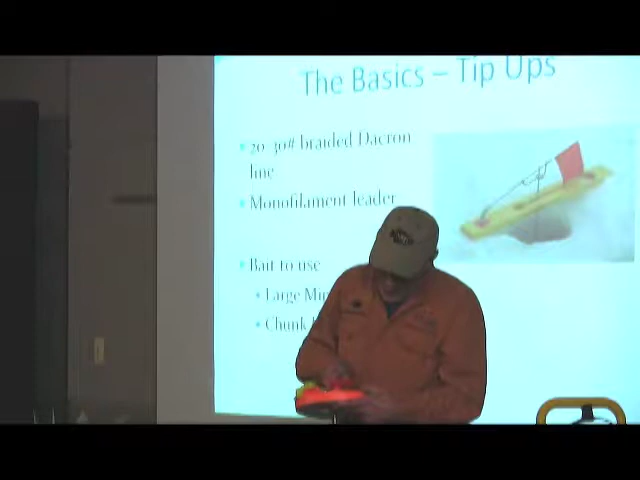 The Basics – Tip Ups
20-30# braided Dacron
line
Monofilament leader
Bait to use
Large
Chunk